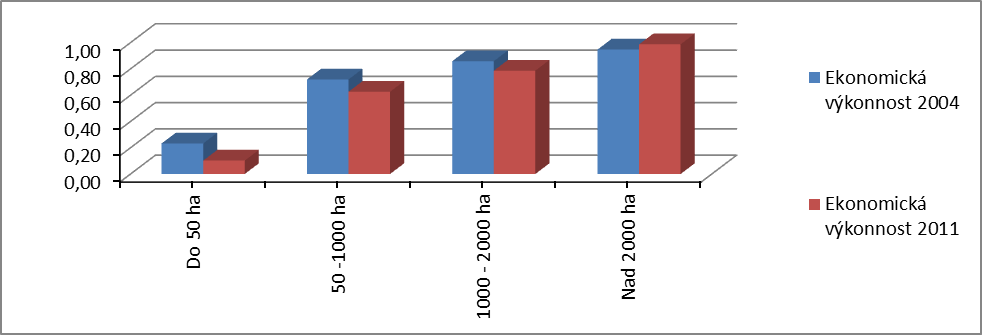 1,00
0,80
0,60
0,40
0,20
0,00
Do 50 ha
50 -1000 ha
1000 - 2000 ha
Nad 2000 ha
Ekonomická
výkonnost 2004
Ekonomická
výkonnost 2011